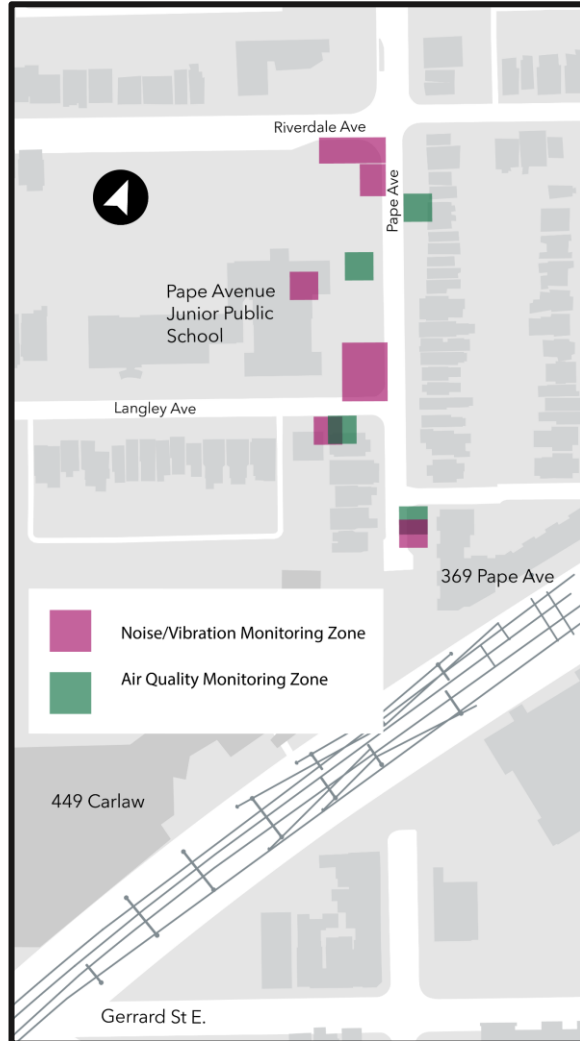 Riverdale Ave
Pape Ave
Pape Avenue
Junior Public
School
Langley Ave
369 Pape Ave
Noise/Vibration Monitoring Zone
Air Quality Monitoring Zone
449 Carlaw
Gerrard St E.